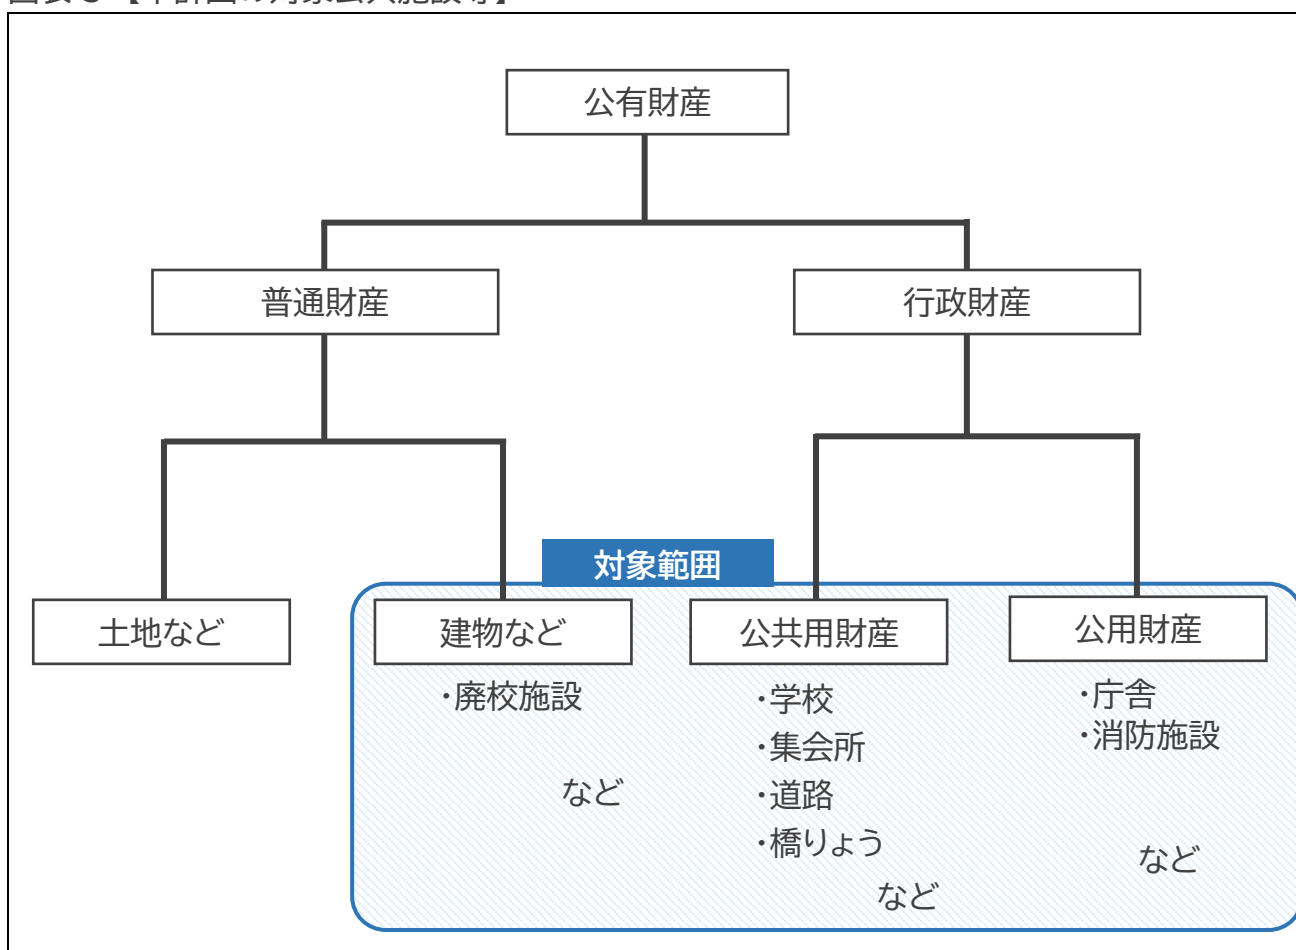 公有財産
普通財産
行政財産
対象範囲
土地など
建物など
・廃校施設
など
公共用財産
・学校
・集会所
・道路
・橋りょう
など
公用財産
・庁舎
・消防施設
など